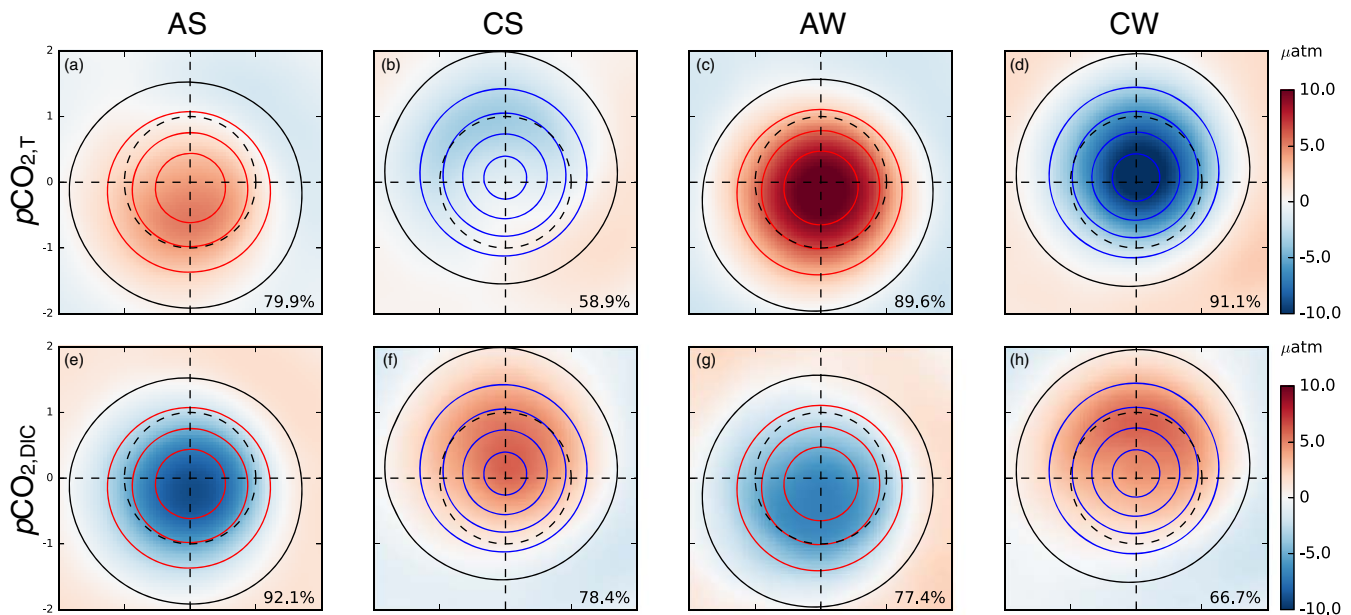 AS CS AW CW
(a) (b) (c) (d) μatm
2 1 0 -1 -2
pCO2,T
79.9% 58.9% 89.6% 91.1%
10.0 5.0 0 -5.0 -10.0
(e) (f) (g) (h) μatm
2 1 0 -1 -2
pCO2,DIC
92.1% 78.4% 77.4% 66.7%
10.0 5.0 0 -5.0 -10.0